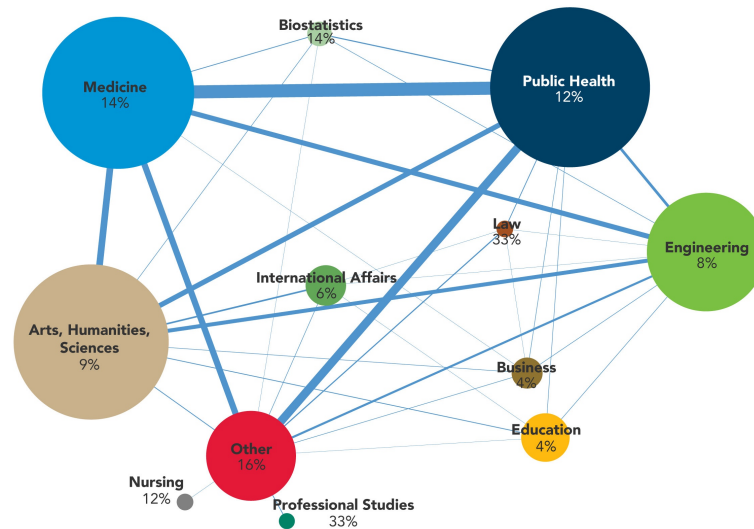 Biostatistics
14%
Public Health
12%
Medicine
14%
Law
33%
Engineering
8%
International Affairs
6%
Arts, Humanities,
Sciences
9%
Business
4%
Education
4%
Other
16%
Nursing
12%
Professional Studies
33%